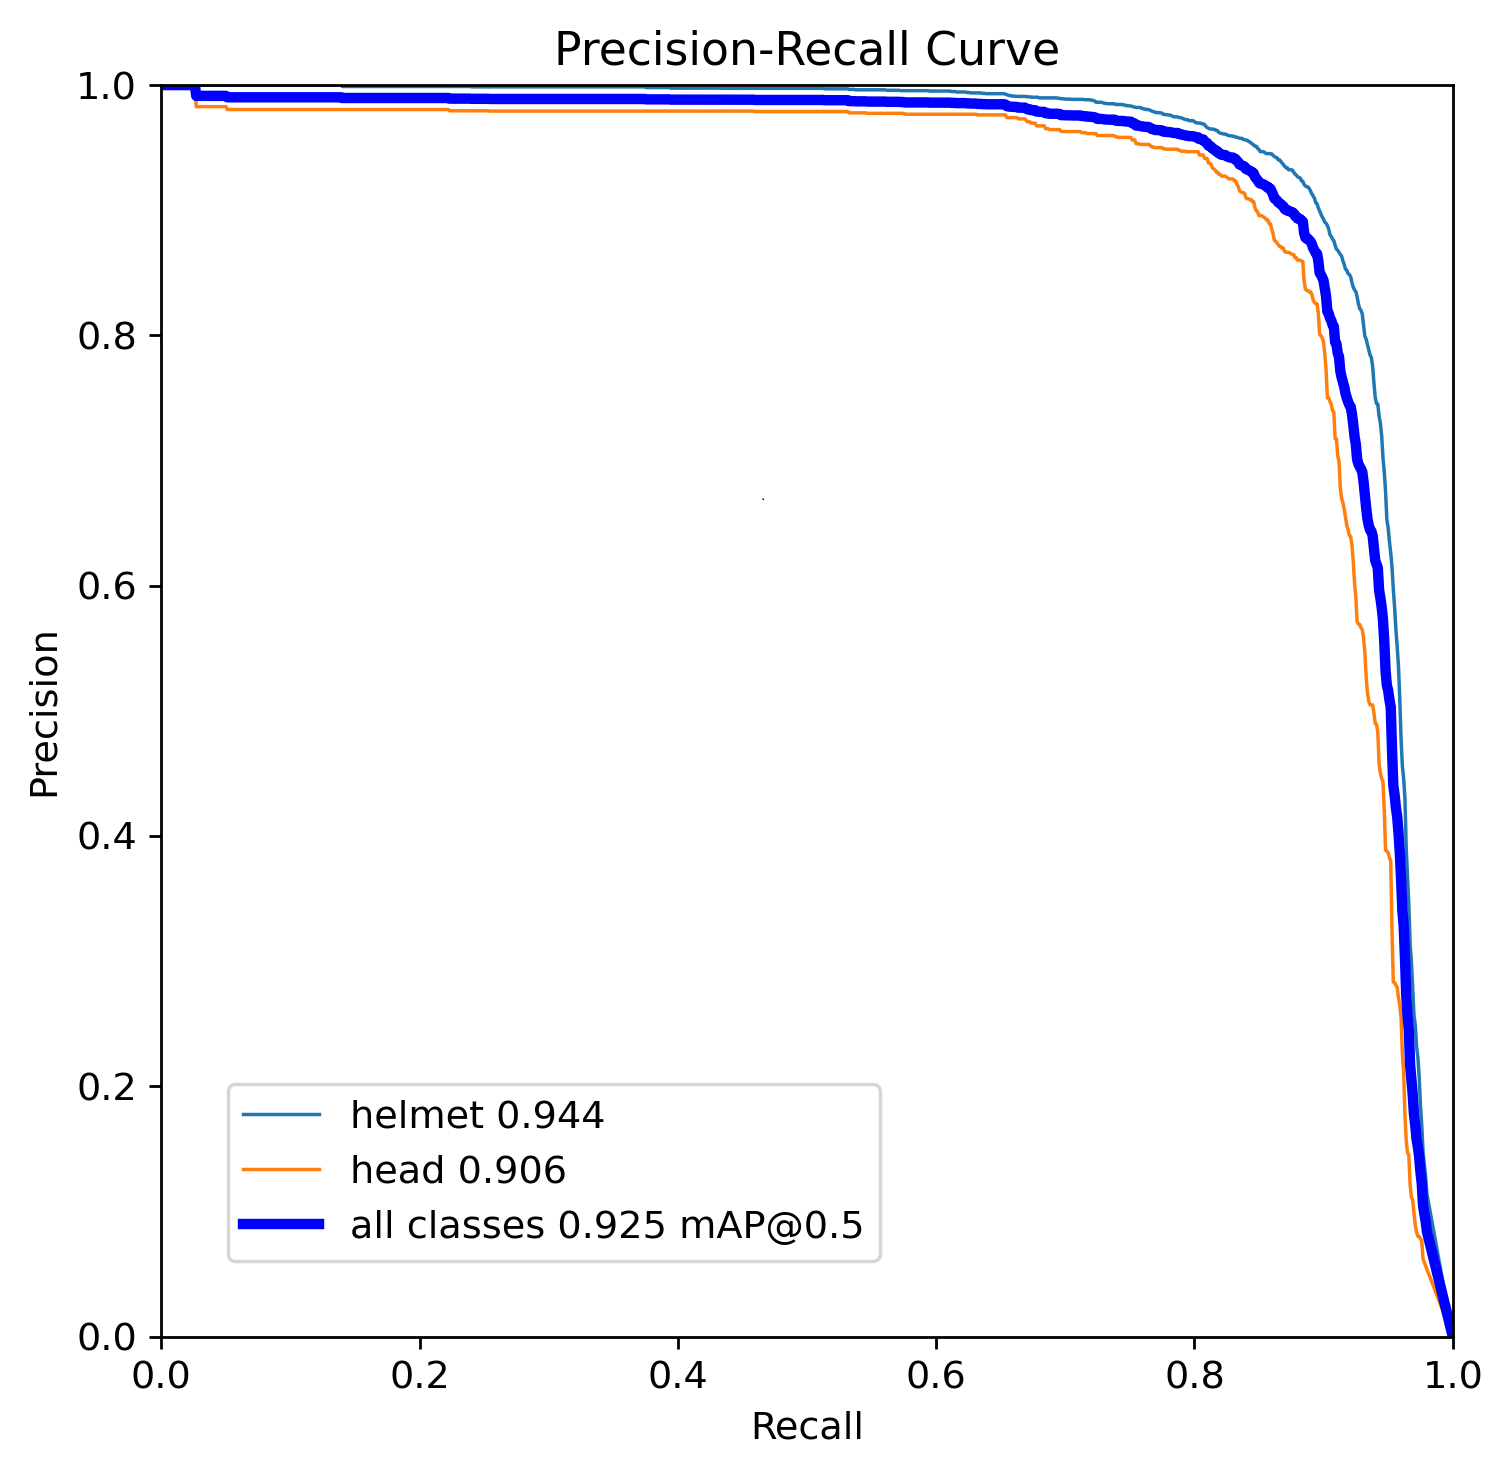 Precision-Recall Curve
1.0
0.8
0.6
0.4
0.2
0.0
Precision
helmet 0.944
head 0.906
all classes 0.925 mAP@0.5
0.0 0.2 0.4 0.6 0.8 1.0
Recall